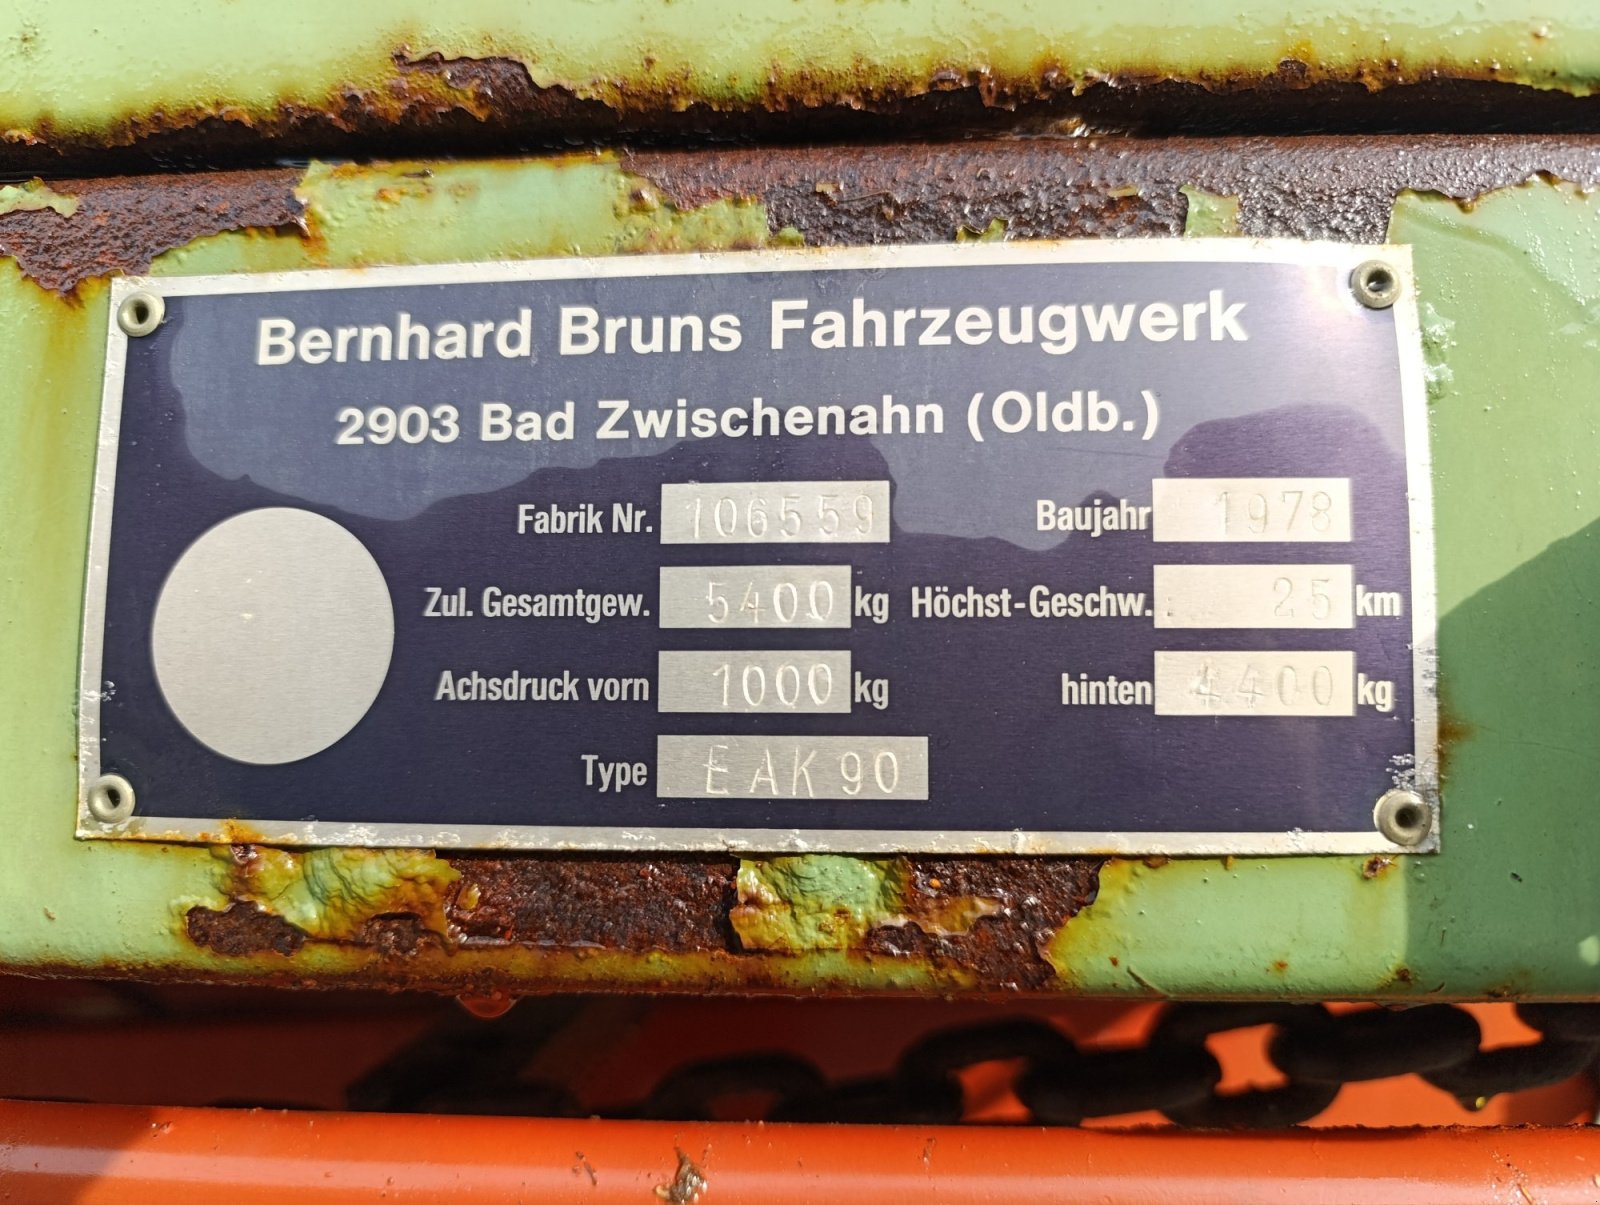 Bernhard Bruns Fahrzeugwerk
2903 Bad Zwischenahn (Oldb.)
Fabrik Nr. 106559 Baujahr 1978
Zul. Gesamtgew. 5400 kg Höchst-Geschw. 25 km
Achsdruck vorn 1000 kg hinten 4400 kg
Type EAK 90